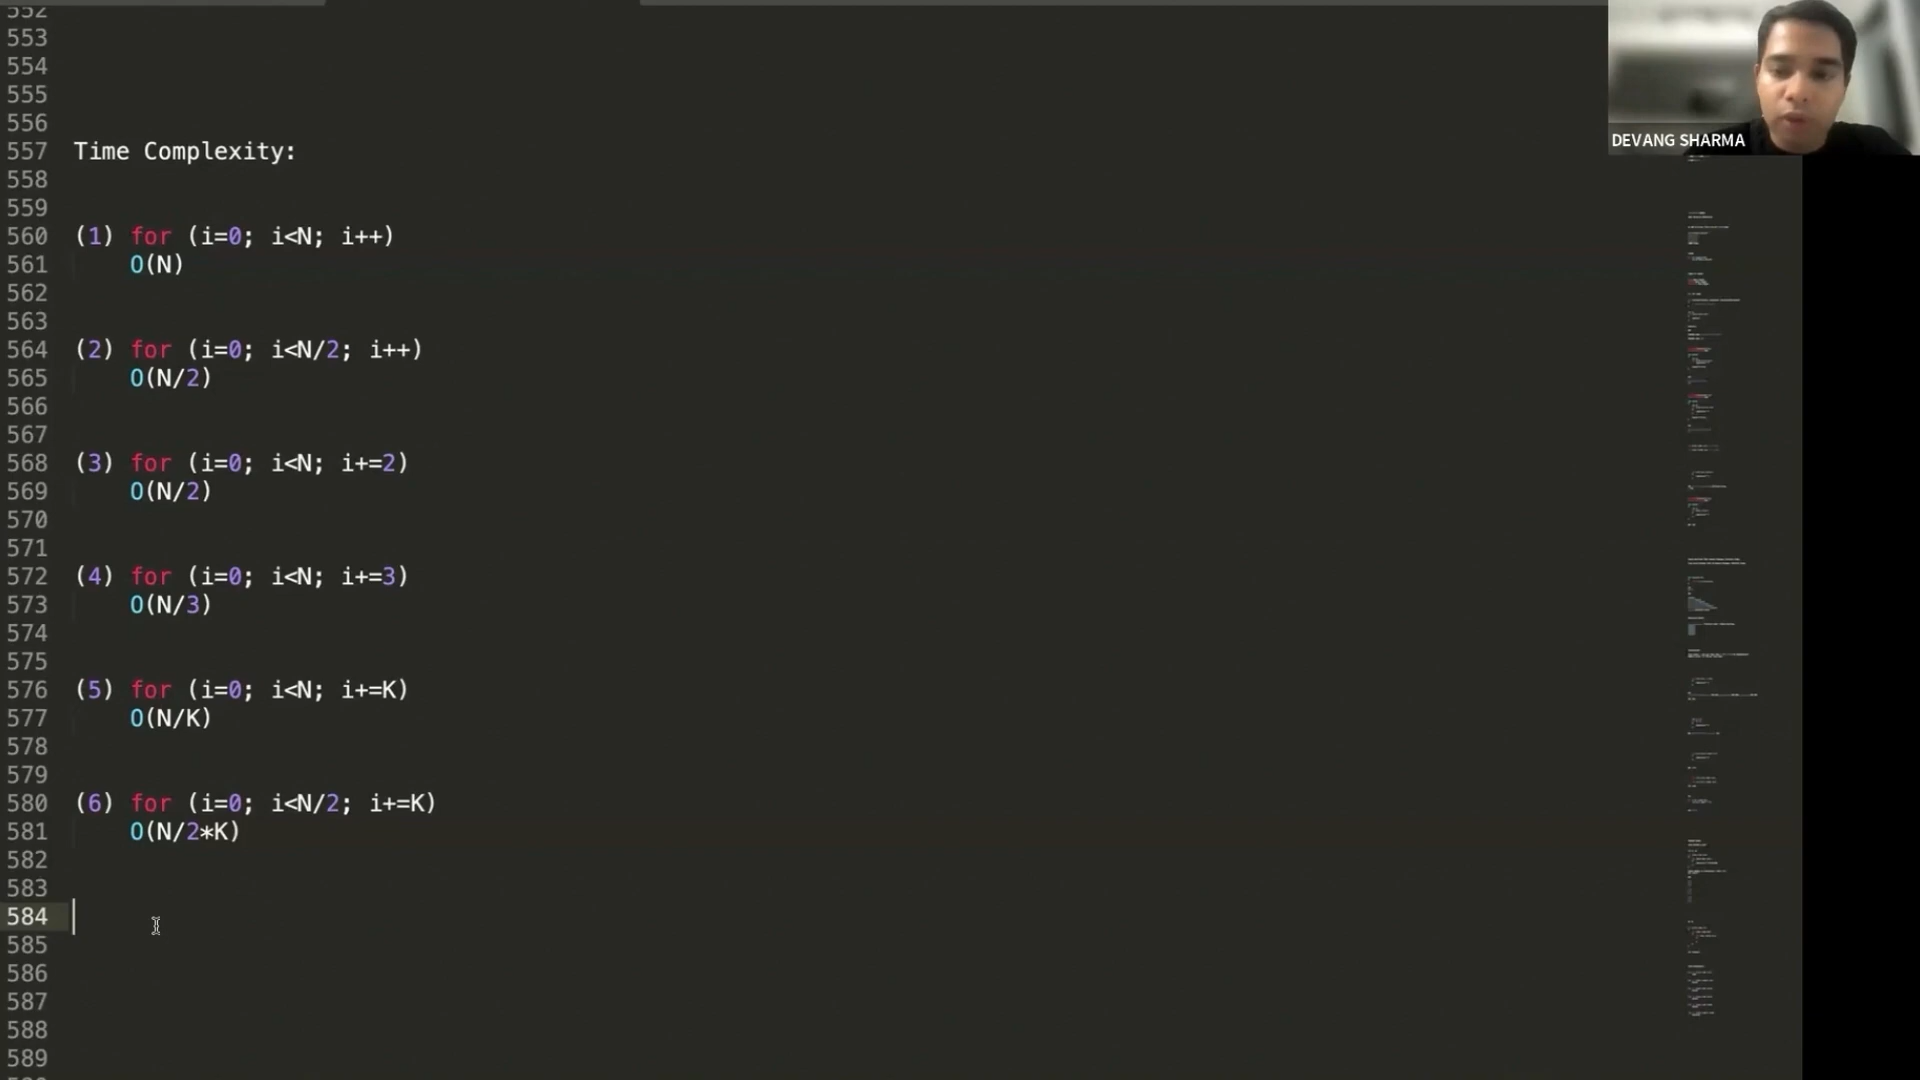 552
553
554
555
556
557 Time Complexity:
558
559
560 (1) for (i=0; i<N; i++)
561 O(N)
562
563
564 (2) for (i=0; i<N/2; i++)
565 O(N/2)
566
567
568 (3) for (i=0; i<N; i+=2)
569 O(N/2)
570
571
572 (4) for (i=0; i<N; i+=3)
573 O(N/3)
574
575
576 (5) for (i=0; i<N; i+=K)
577 O(N/K)
578
579
580 (6) for (i=0; i<N/2; i+=K)
581 O(N/2*K)
582
583
584
585
586
587
588
589
DEVANG SHARMA